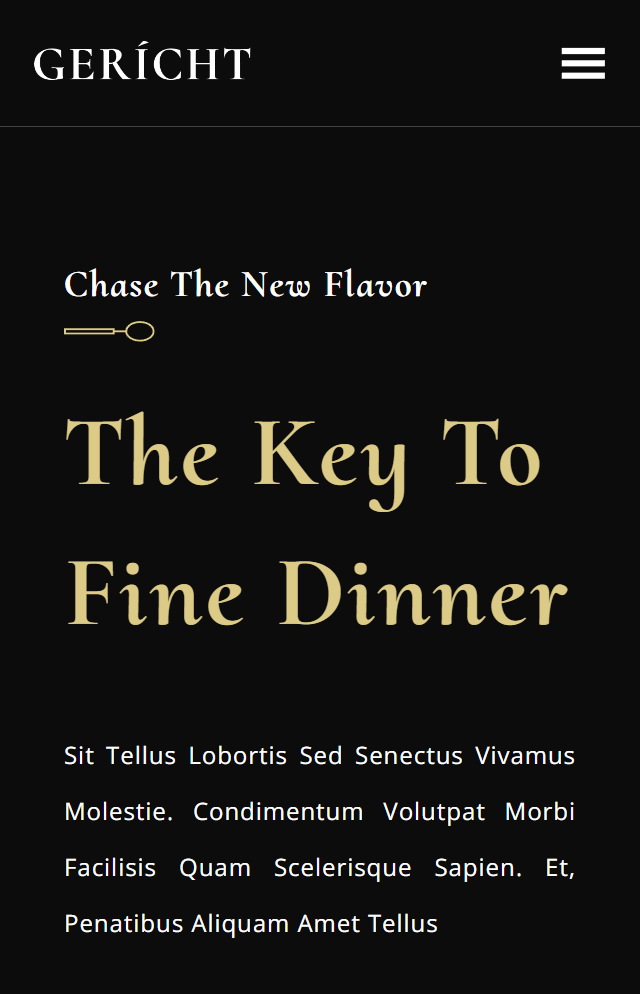 GERÍCHT
Chase The New Flavor
The Key To
Fine Dinner
Sit Tellus Lobortis Sed Senectus Vivamus
Molestie. Condimentum Volutpat Morbi
Facilisis Quam Scelerisque Sapien. Et,
Penatibus Aliquam Amet Tellus